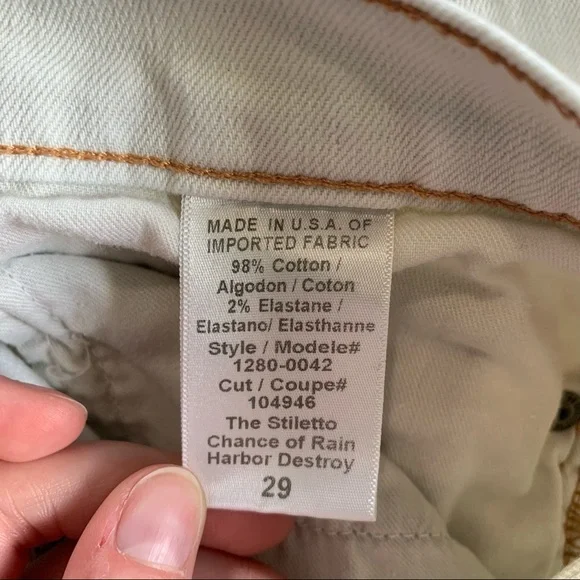 MADE IN U.S.A. OF
IMPORTED FABRIC
98% Cotton /
Algodon / Coton
2% Elastane /
Elastano/ Elasthanne
Style / Modele#
1280-0042
Cut / Coupe#
104946
The Stiletto
Chance of Rain
Harbor Destroy
29